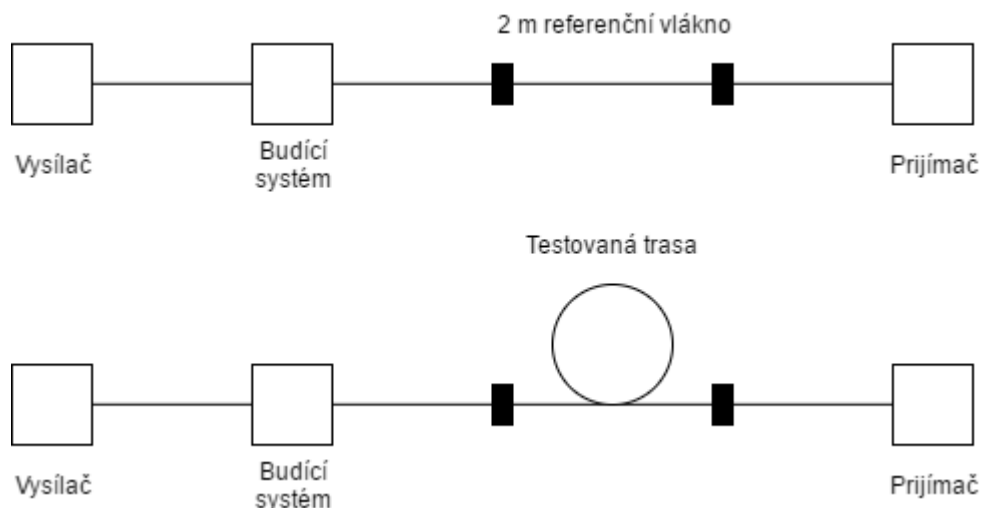 2 m referenční vlákno
Vysílač
Budící
systém
Prijímač
Testovaná trasa
Vysílač
Budící
systém
Prijímač